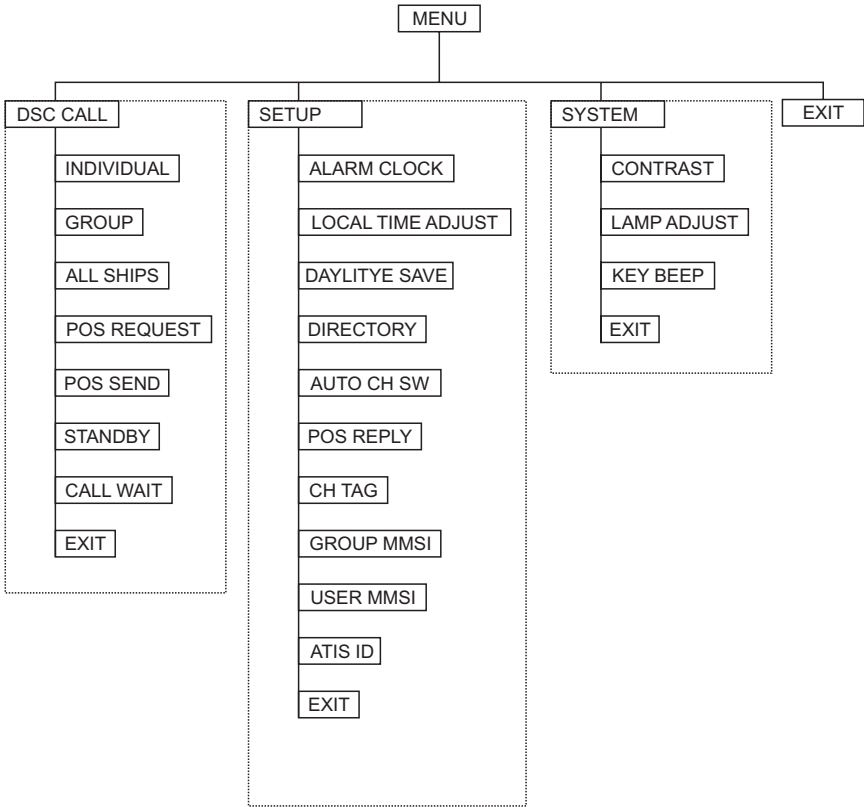 MENU
DSC CALL
INDIVIDUAL
GROUP
ALL SHIPS
POS REQUEST
POS SEND
STANDBY
CALL WAIT
EXIT
SETUP
ALARM CLOCK
LOCAL TIME ADJUST
DAYLITYE SAVE
DIRECTORY
AUTO CH SW
POS REPLY
CH TAG
GROUP MMSI
USER MMSI
ATIS ID
EXIT
SYSTEM
CONTRAST
LAMP ADJUST
KEY BEEP
EXIT
EXIT